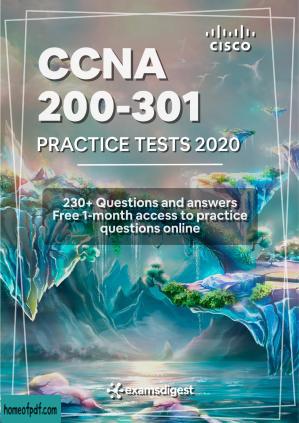 CISCO
CCNA
200-301
PRACTICE TESTS 2020
230+ Questions and answers
Free 1-month access to practice
questions online
examsdigest
homeofpdf.com